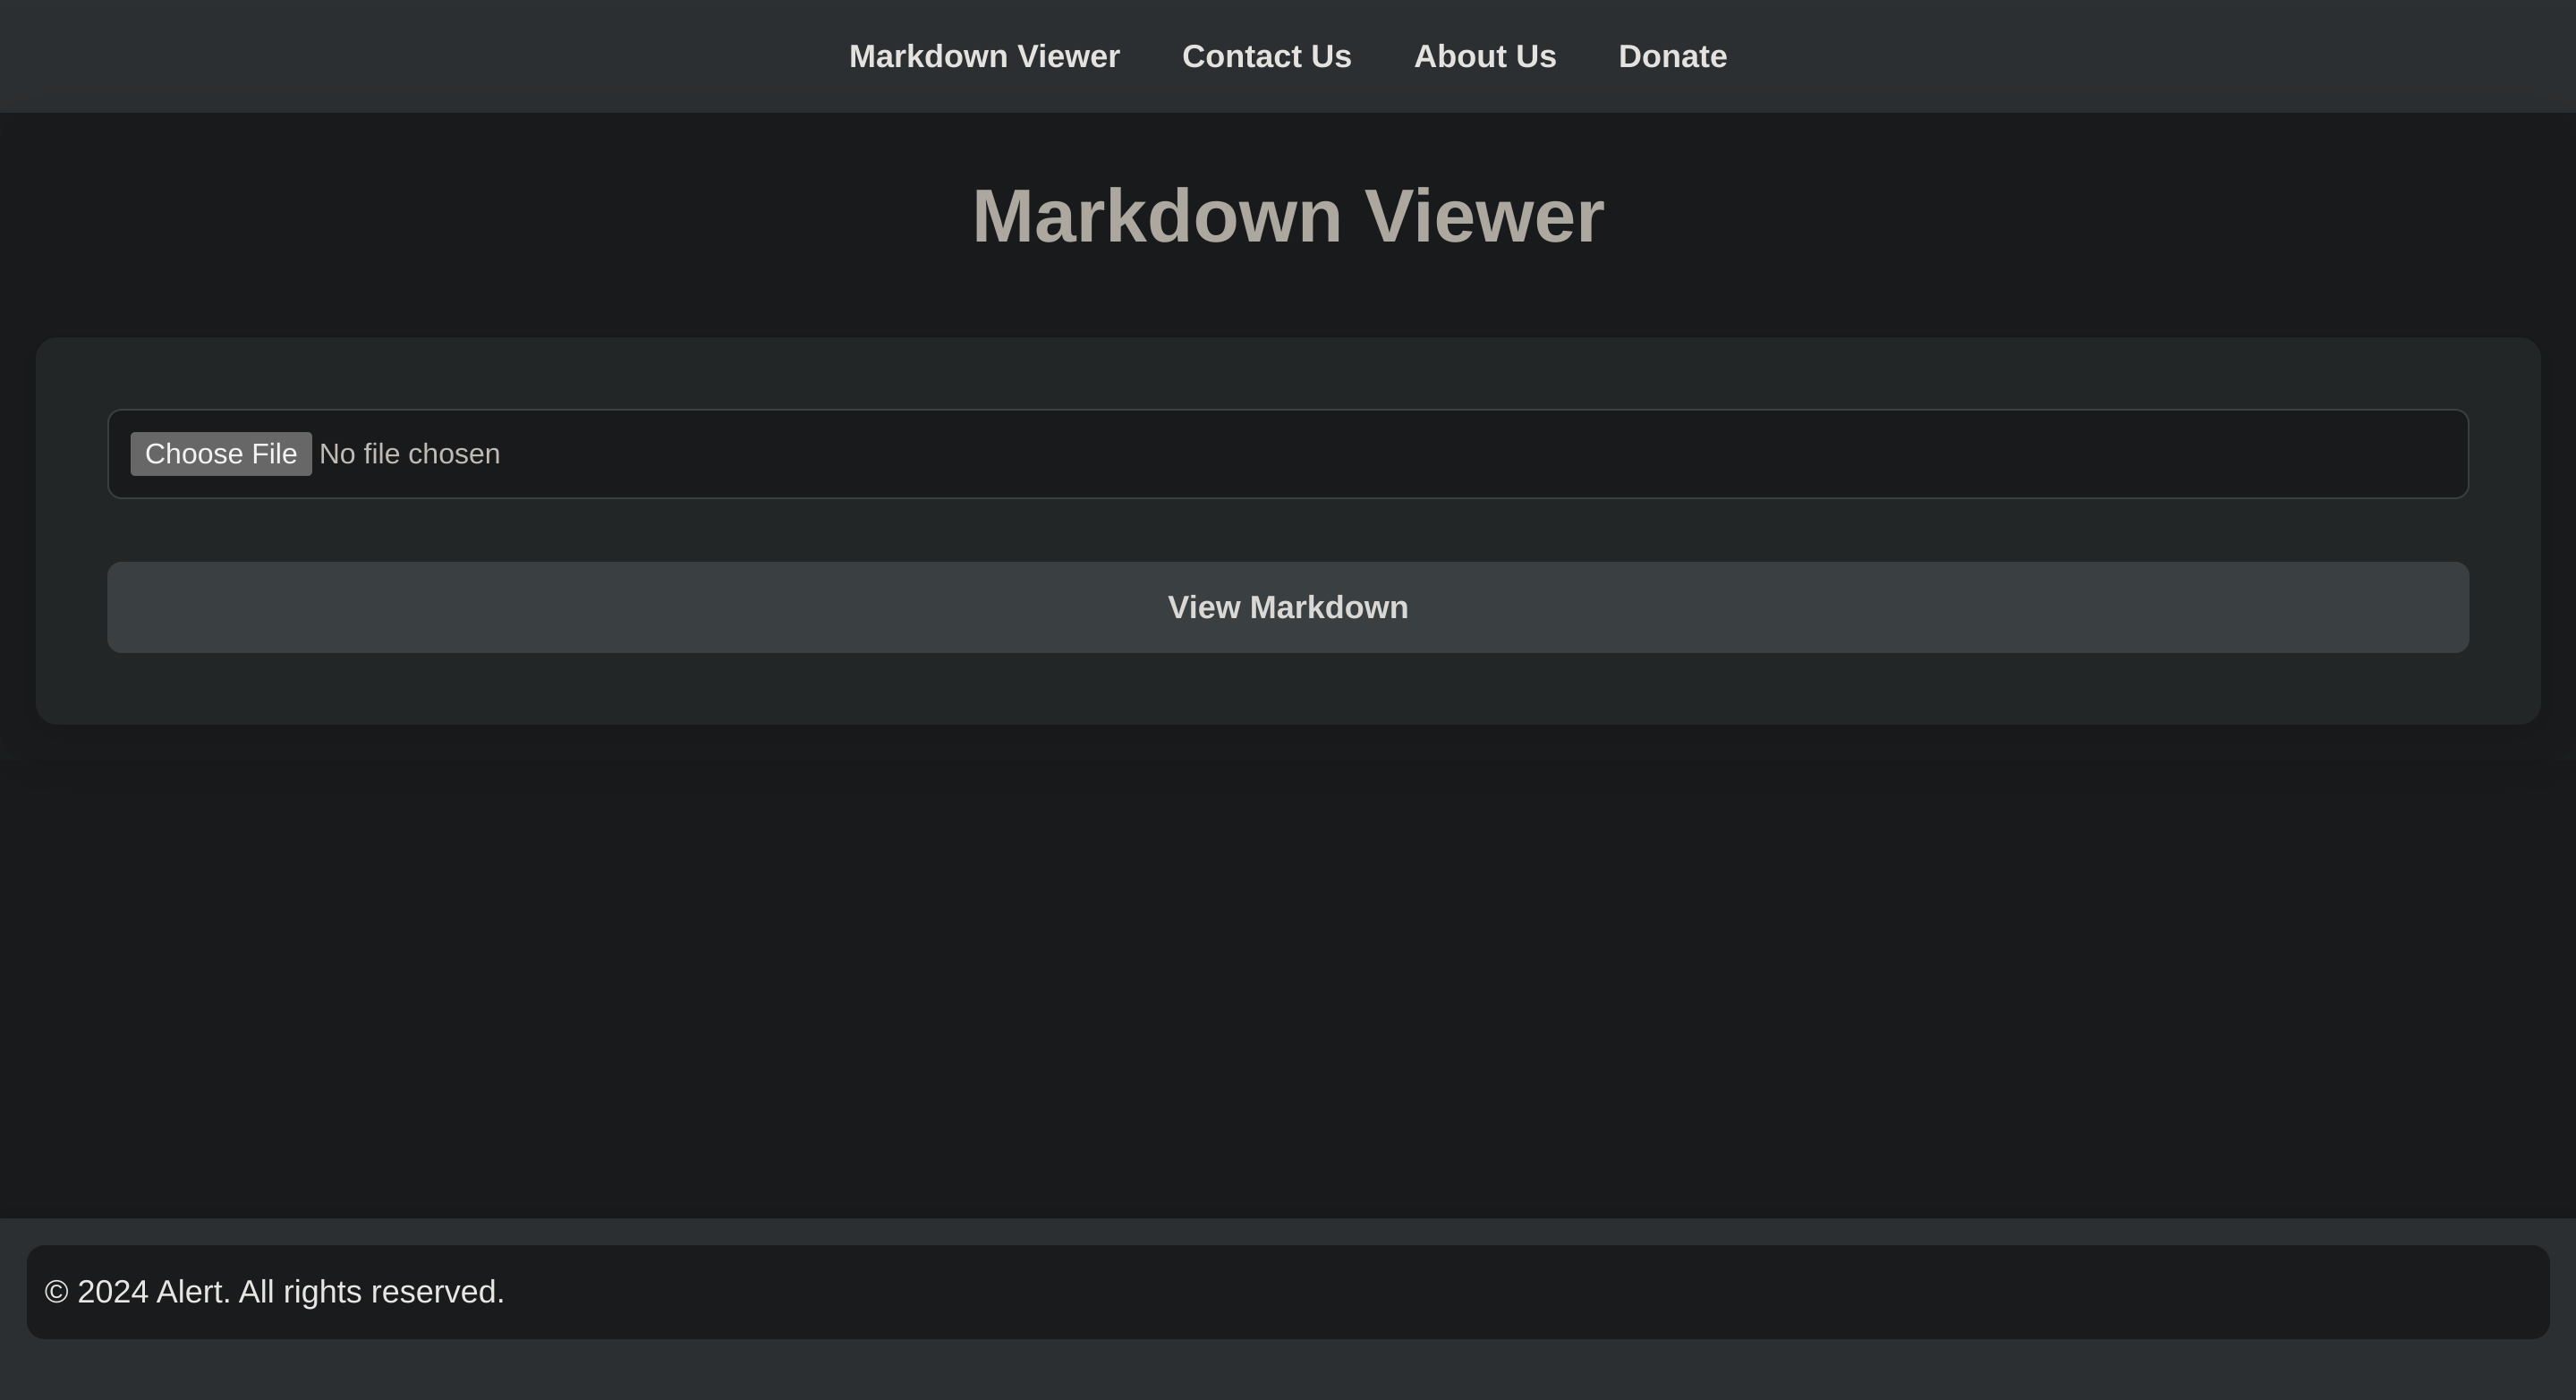 Markdown Viewer Contact Us About Us Donate
Markdown Viewer
Choose File No file chosen
View Markdown
© 2024 Alert. All rights reserved.